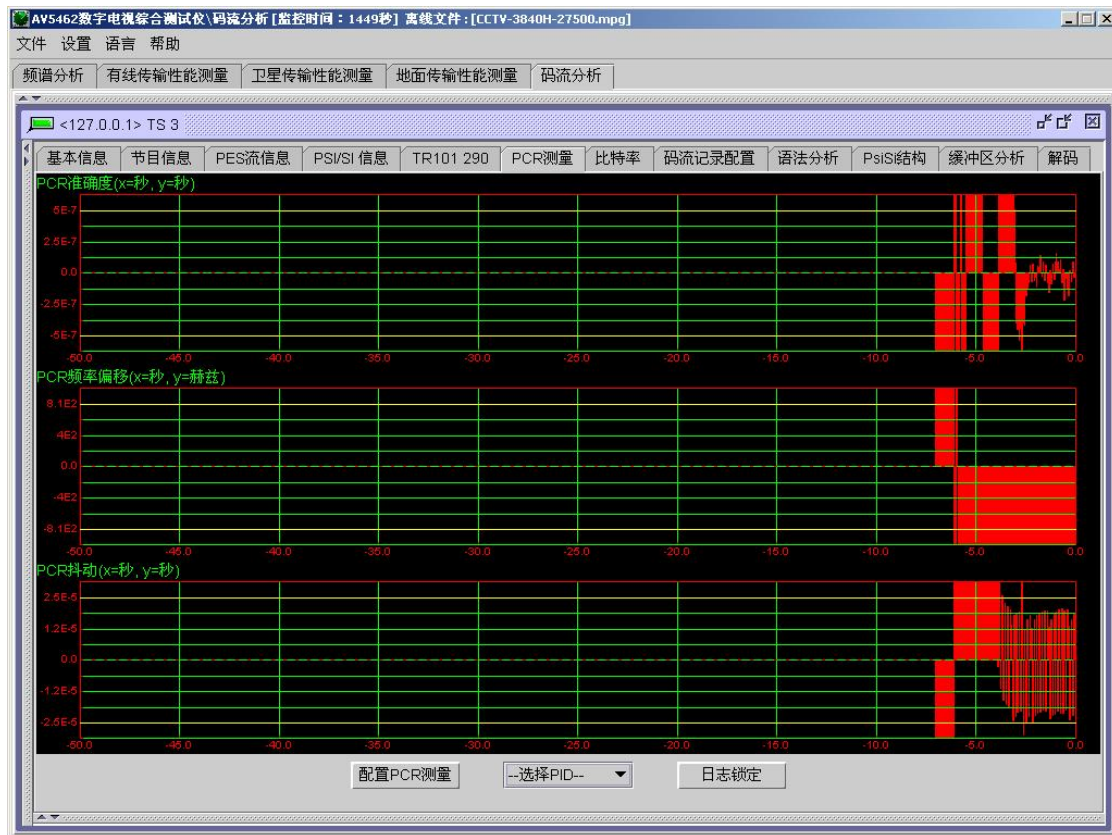 AV5462数字电视综合测试仪\码流分析[监控时间：1449秒] 离线文件:[CCTV-3840H-27500.mpg]
文件 设置 语言 帮助
频谱分析 有线传输性能测量 卫星传输性能测量 地面传输性能测量 码流分析
<127.0.0.1> TS 3
基本信息 节目信息 PES流信息 PSI/SI 信息 TR101 290 PCR测量 比特率 码流记录配置 语法分析 PsiSi结构 缓冲区分析 解码
PCR准确度(x=秒, y=秒)
5E-7
2.5E-7
0.0
-2.5E-7
-5E-7
-50.0 -45.0 -40.0 -35.0 -30.0 -25.0 -20.0 -15.0 -10.0 -5.0 0.0
PCR频率偏移(x=秒, y=赫兹)
8.1E2
4E2
0.0
-4E2
-8.1E2
-50.0 -45.0 -40.0 -35.0 -30.0 -25.0 -20.0 -15.0 -10.0 -5.0 0.0
PCR抖动(x=秒, y=秒)
2.5E-5
1.2E-5
0.0
-1.2E-5
-2.5E-5
-50.0 -45.0 -40.0 -35.0 -30.0 -25.0 -20.0 -15.0 -10.0 -5.0 0.0
配置PCR测量 --选择PID-- 日志锁定